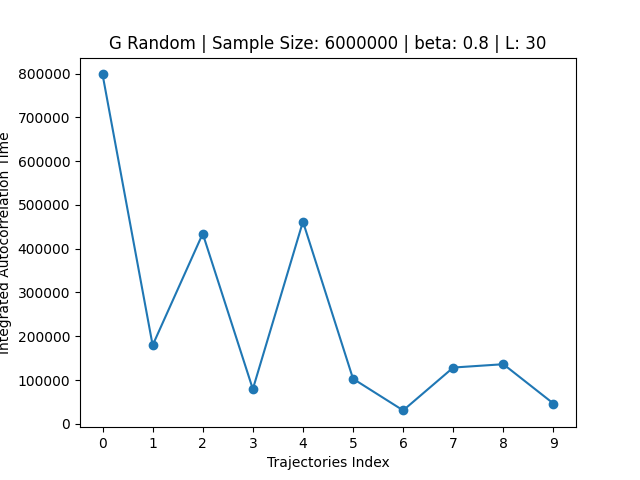 G Random | Sample Size: 6000000 | beta: 0.8 | L: 30
Integrated Autocorrelation Time
800000
700000
600000
500000
400000
300000
200000
100000
0
0 1 2 3 4 5 6 7 8 9
Trajectories Index